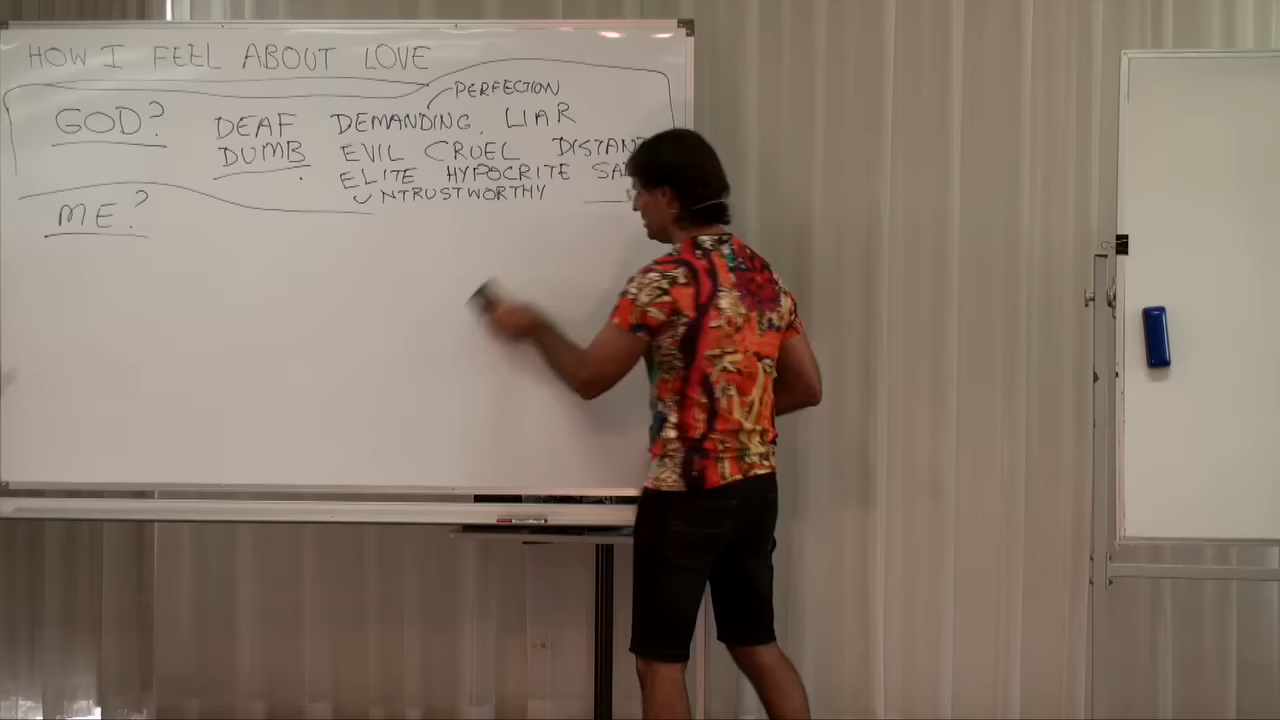 HOW I FEEL ABOUT LOVE
PERFECTION
GOD? DEAF DEMANDING, LIAR
DUMB EVIL CRUEL
ELITE HYPOCRITE
UNTRUSTWORTHY
ME?